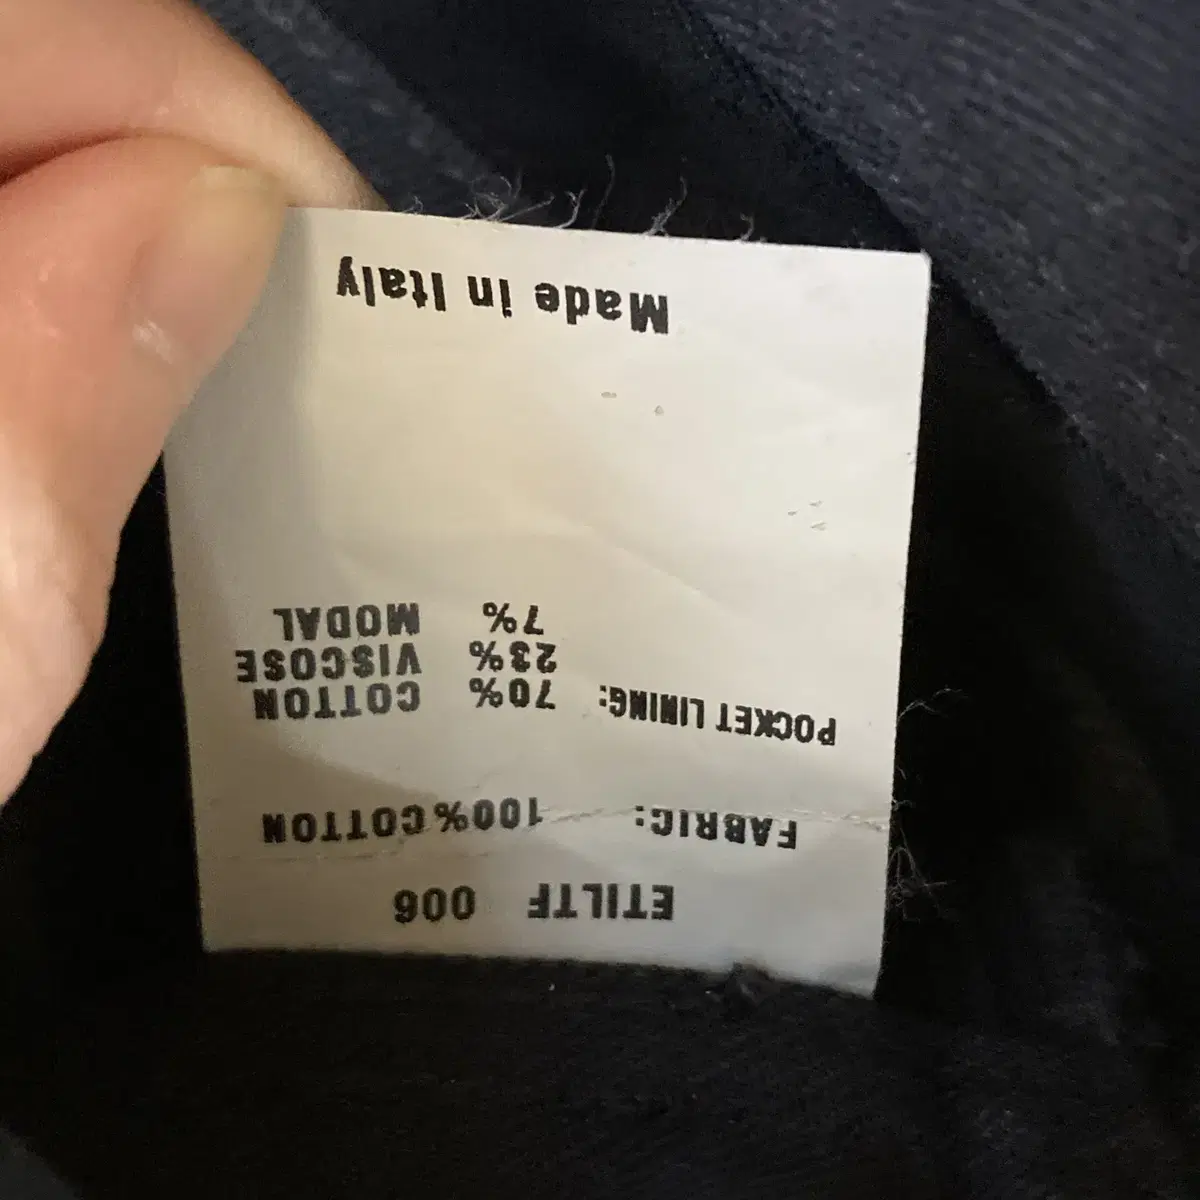 ETILTF 006
FABRIC: 100% COTTON
POCKET LINING: 70% COTTON
23% VISCOSE
7% MODAL
Made in Italy